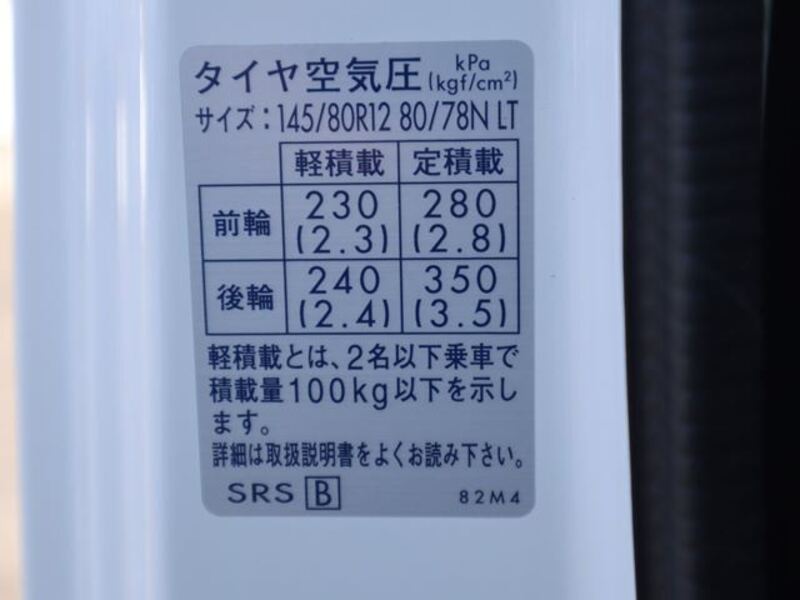 タイヤ空気圧 kPa (kgf/cm²)
サイズ：145/80R12 80/78N LT
軽積載 定積載
前輪 230 (2.3) 280 (2.8)
後輪 240 (2.4) 350 (3.5)
軽積載とは、2名以下乗車で
積載量100kg以下を示し
ます。
詳細は取扱説明書をよくお読み下さい。
SRS B 82M4